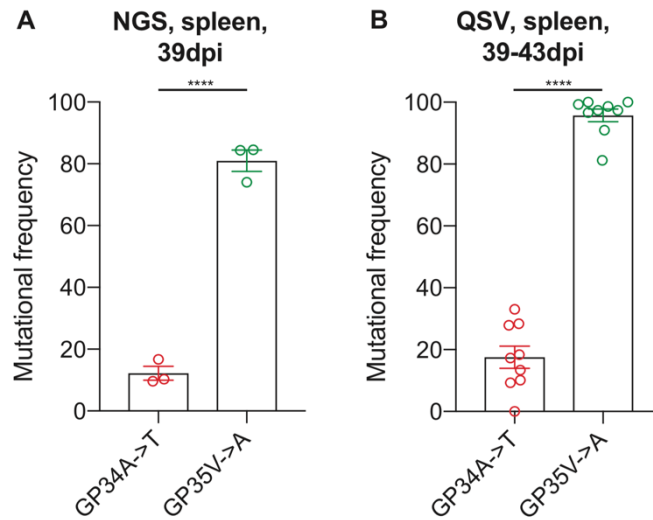 A
NGS, spleen,
39dpi
****
Mutational frequency
100
80
60
40
20
0
GP34A->T
GP35V->A
B
QSV, spleen,
39-43dpi
****
Mutational frequency
100
80
60
40
20
0
GP34A->T
GP35V->A